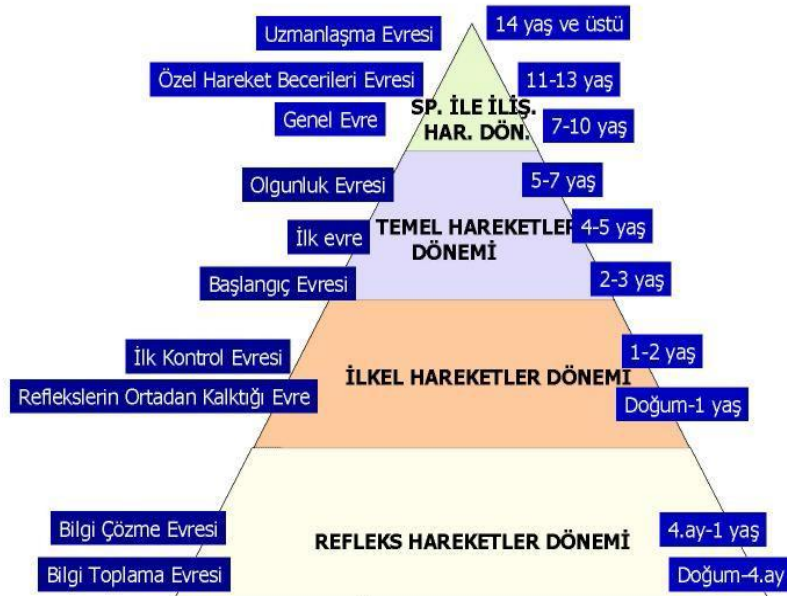 Uzmanlaşma Evresi
14 yaş ve üstü
Özel Hareket Becerileri Evresi
11-13 yaş
SP. İLE İLİŞ.
HAR. DÖN.
Genel Evre
7-10 yaş
Olgunluk Evresi
5-7 yaş
TEMEL HAREKETLER
DÖNEMİ
İlk evre
4-5 yaş
Başlangıç Evresi
2-3 yaş
İlk Kontrol Evresi
1-2 yaş
İLKEL HAREKETLER DÖNEMI
Reflekslerin Ortadan Kalktığı Evre
Doğum-1 yaş
Bilgi Çözme Evresi
4.ay-1 yaş
REFLEKS HAREKETLER DÖNEMİ
Bilgi Toplama Evresi
Doğum-4.ay